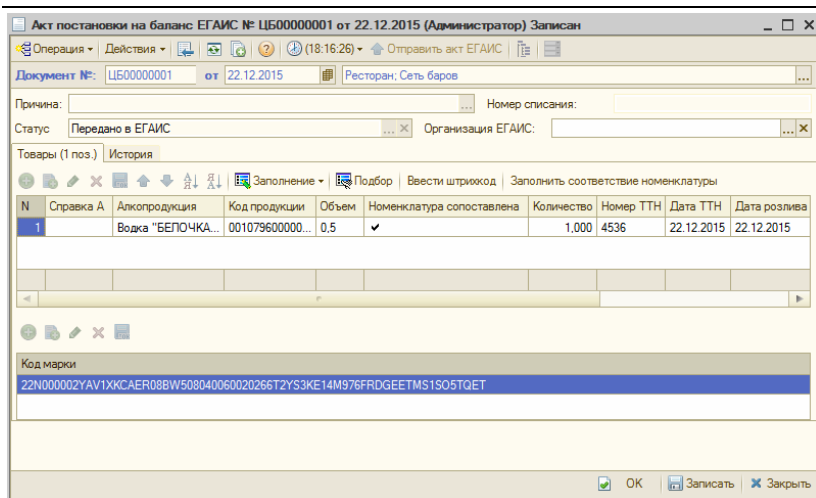 Акт постановки на баланс ЕГАИС № ЦБ00000001 от 22.12.2015 (Администратор) Записан
Операция Действия (18:16:26) Отправить акт ЕГАИС
Документ №: ЦБ00000001 от 22.12.2015 Ресторан; Сеть баров ...
Причина: ... Номер списания:
Статус Передано в ЕГАИС ... Организация ЕГАИС: ...
Товары (1 поз.) История
Заполнение Подбор Ввести штрихкод Заполнить соответствие номенклатуры
N Справка А Алкопродукция Код продукции Объем Номенклатура сопоставлена Количество Номер ТТН Дата ТТН Дата розлива
1 Водка "БЕЛОЧКА... 001079600000... 0,5 ✔ 1,000 4536 22.12.2015 22.12.2015
Код марки
22N000002YAV1XKCAER08BW508040060020266T2YS3KE14M976FRDGEETMS1SO5TQET
OK Записать Закрыть